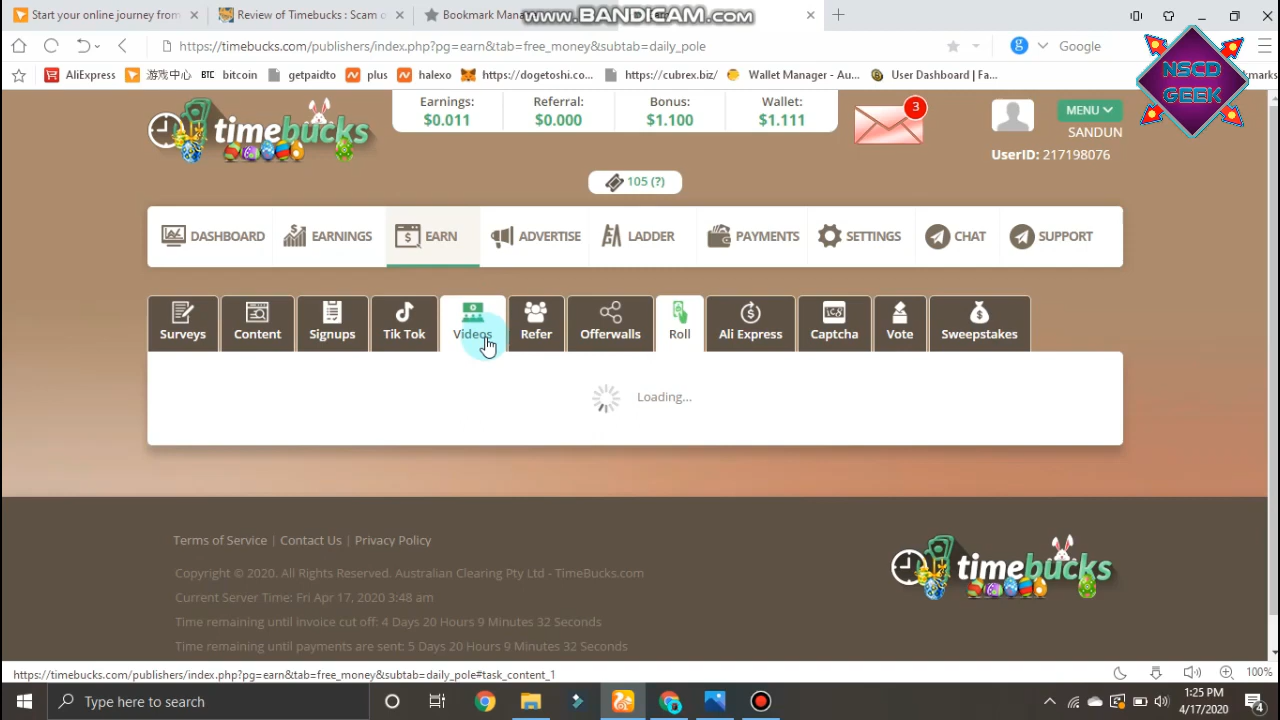 Start your online journey from
Review of Timebucks : Scam o
Bookmark Mana
www.BANDICAM.com
https://timebucks.com/publishers/index.php?pg=earn&tab=free_money&subtab=daily_pole
Google
AliExpress
游戏中心
BTC bitcoin
getpaidto
plus
halexo
https://dogetoshi.co...
https://cubrex.biz/
Wallet Manager - Au...
User Dashboard | Fa...
NSCD
GEEK
timebucks
Earnings:
$0.011
Referral:
$0.000
Bonus:
$1.100
Wallet:
$1.111
3
MENU
SANDUN
UserID: 217198076
105 (?)
DASHBOARD
EARNINGS
EARN
ADVERTISE
LADDER
PAYMENTS
SETTINGS
CHAT
SUPPORT
Surveys
Content
Signups
Tik Tok
Videos
Refer
Offerwalls
Roll
Ali Express
Captcha
Vote
Sweepstakes
Loading...
Terms of Service | Contact Us | Privacy Policy
Copyright © 2020. All Rights Reserved. Australian Clearing Pty Ltd - TimeBucks.com
Current Server Time: Fri Apr 17, 2020 3:48 am
Time remaining until invoice cut off: 4 Days 20 Hours 9 Minutes 32 Seconds
Time remaining until payments are sent: 5 Days 20 Hours 9 Minutes 32 Seconds
timebucks
https://timebucks.com/publishers/index.php?pg=earn&tab=free_money&subtab=daily_pole#task_content_1
100%
Type here to search
1:25 PM
4/17/2020
4